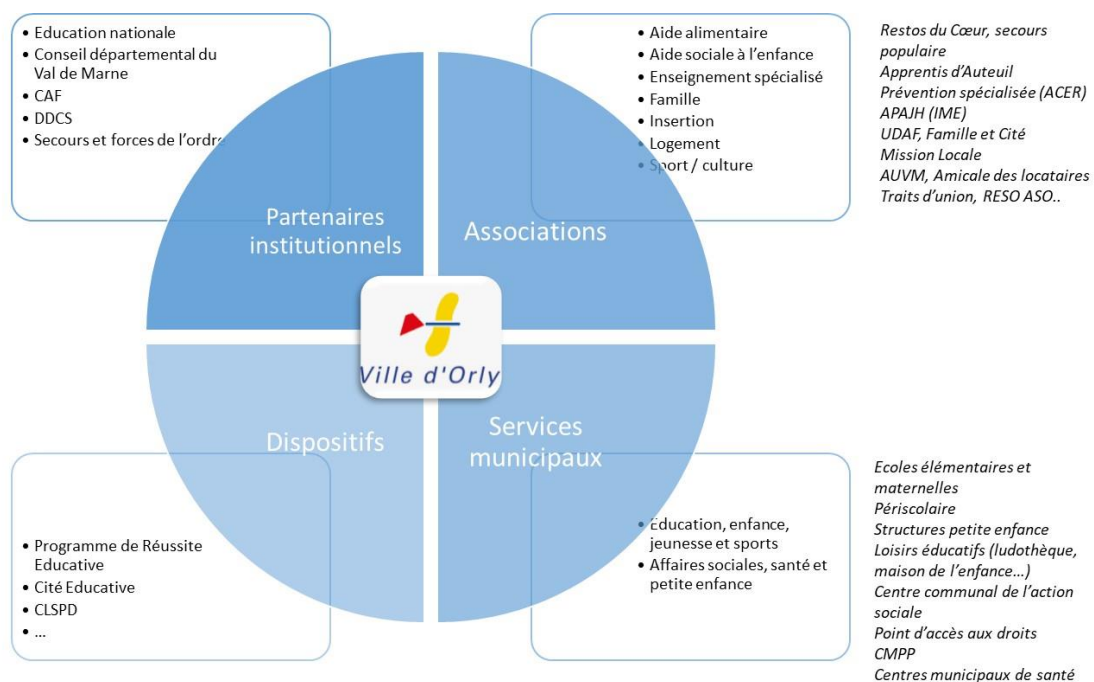 • Education nationale
• Conseil départemental du
Val de Marne
• CAF
• DDCS
• Secours et forces de l'ordre
Partenaires
institutionnels
• Aide alimentaire
• Aide sociale à l'enfance
• Enseignement spécialisé
• Famille
• Insertion
• Logement
• Sport / culture
Associations
Restos du Cœur, secours
populaire
Apprentis d'Auteuil
Prévention spécialisée (ACER)
APAJH (IME)
UDAF, Famille et Cité
Mission Locale
AUVM, Amicale des locataires
Traits d'union, RESO ASO..
Ville d'Orly
Dispositifs
• Programme de Réussite
Educative
• Cité Educative
• CLSPD
• ...
Services
municipaux
• Education, enfance,
jeunesse et sports
• Affaires sociales, santé et
petite enfance
Ecoles élémentaires et
maternelles
Périscolaire
Structures petite enfance
Loisirs éducatifs (ludothèque,
maison de l'enfance...)
Centre communal de l'action
sociale
Point d'accès aux droits
CMPP
Centres municipaux de santé